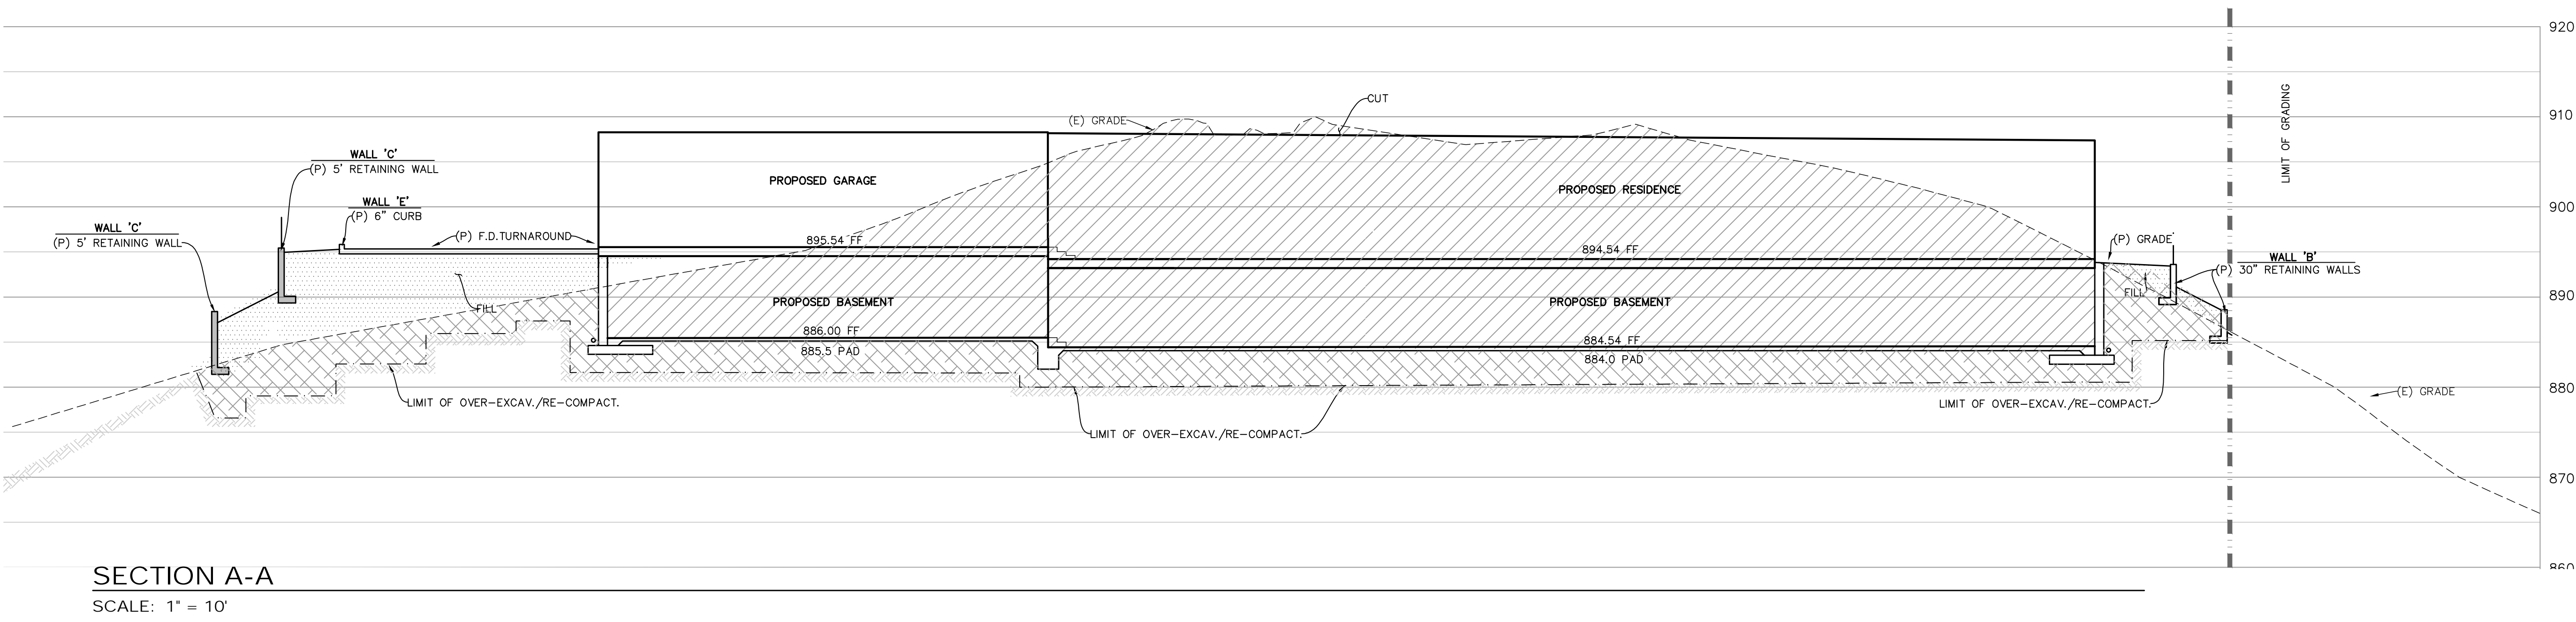 920
LIMIT OF GRADING
CUT
910
(E) GRADE
WALL 'C'
(P) 5' RETAINING WALL
PROPOSED GARAGE
PROPOSED RESIDENCE
WALL 'E'
(P) 6" CURB
900
WALL 'C'
(P) 5' RETAINING WALL
(P) F.D.TURNAROUND
895.54 FF
894.54 FF
(P) GRADE
WALL 'B'
(P) 30" RETAINING WALLS
FILL
890
FILL
PROPOSED BASEMENT
PROPOSED BASEMENT
886.00 FF
885.5 PAD
884.54 FF
884.0 PAD
880
(E) GRADE
LIMIT OF OVER-EXCAV./RE-COMPACT.
LIMIT OF OVER-EXCAV./RE-COMPACT.
LIMIT OF OVER-EXCAV./RE-COMPACT.
870
860
SECTION A-A
SCALE: 1" = 10'